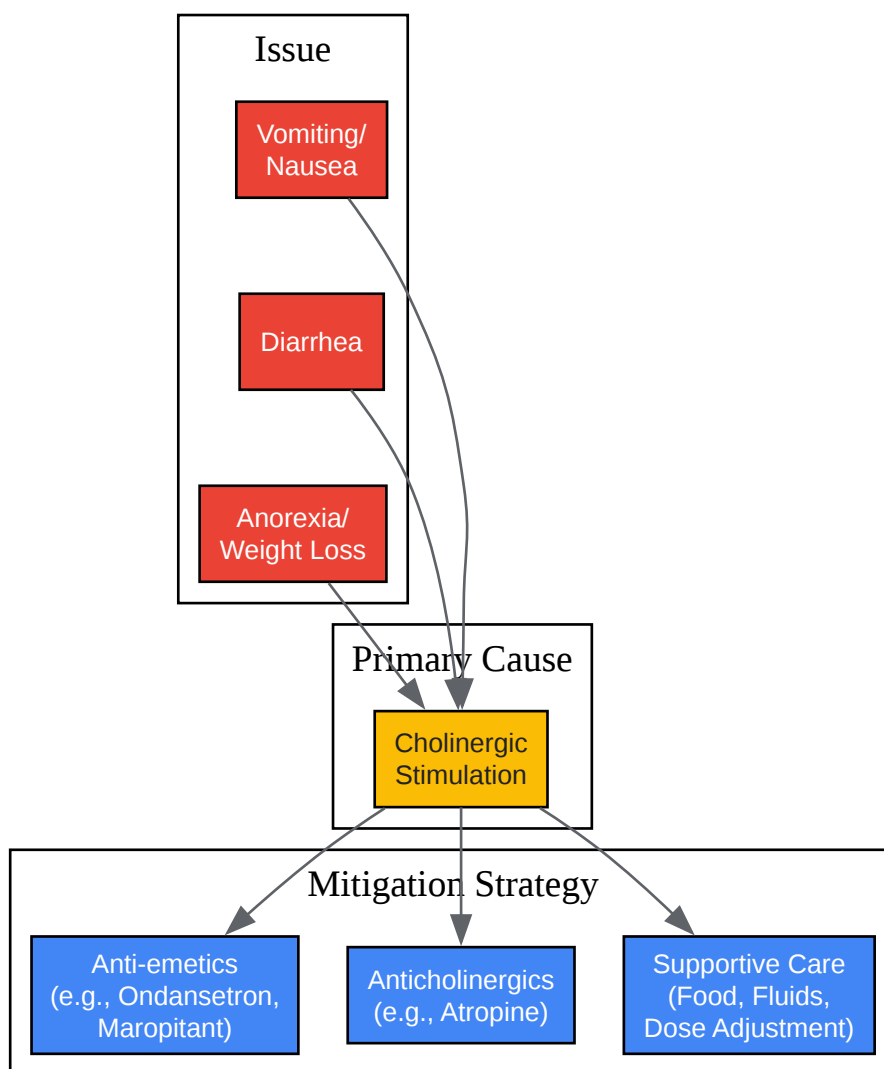 Issue
Vomiting/
Nausea
Diarrhea
Anorexia/
Weight Loss
Primary Cause
Cholinergic
Stimulation
Mitigation Strategy
Anti-emetics
(e.g., Ondansetron,
Maropitant)
Anticholinergics
(e.g., Atropine)
Supportive Care
(Food, Fluids,
Dose Adjustment)